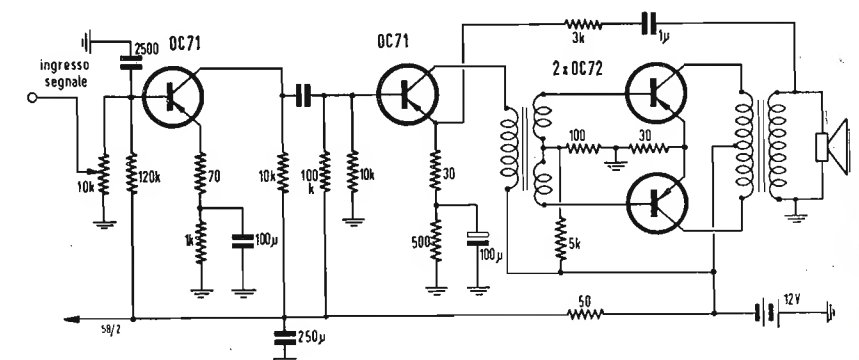 OC71
OC71
3k
1µ
2500
ingresso
segnale
2 x OC72
10k
120k
70
10k
100
k
10k
30
100
30
1k
100µ
500
100µ
5k
58/2
250µ
50
12V